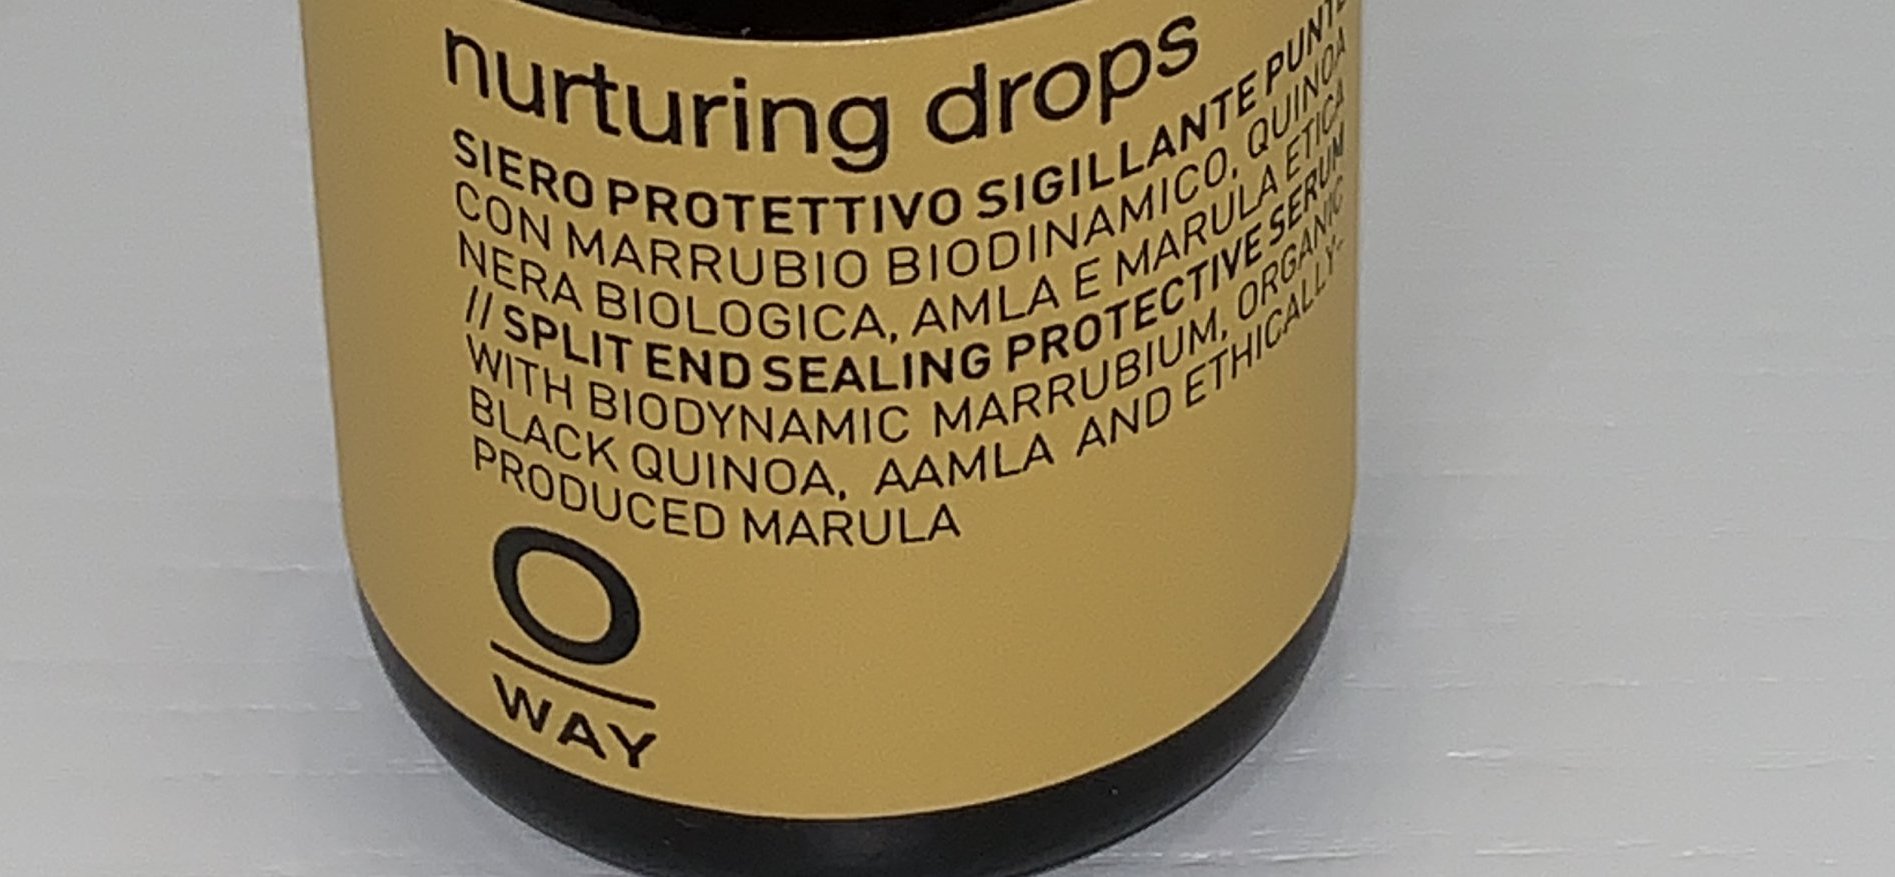 nurturing drops
SIERO PROTETTIVO SIGILLANTE PUNTE
CON MARRUBIO BIODINAMICO, QUINOA
NERA BIOLOGICA, AMLA E MARULA ETICA
// SPLIT END SEALING PROTECTIVE SERUM
WITH BIODYNAMIC MARRUBIUM, ORGANIC
BLACK QUINOA, AAMLA AND ETHICALLY-
PRODUCED MARULA
O
WAY